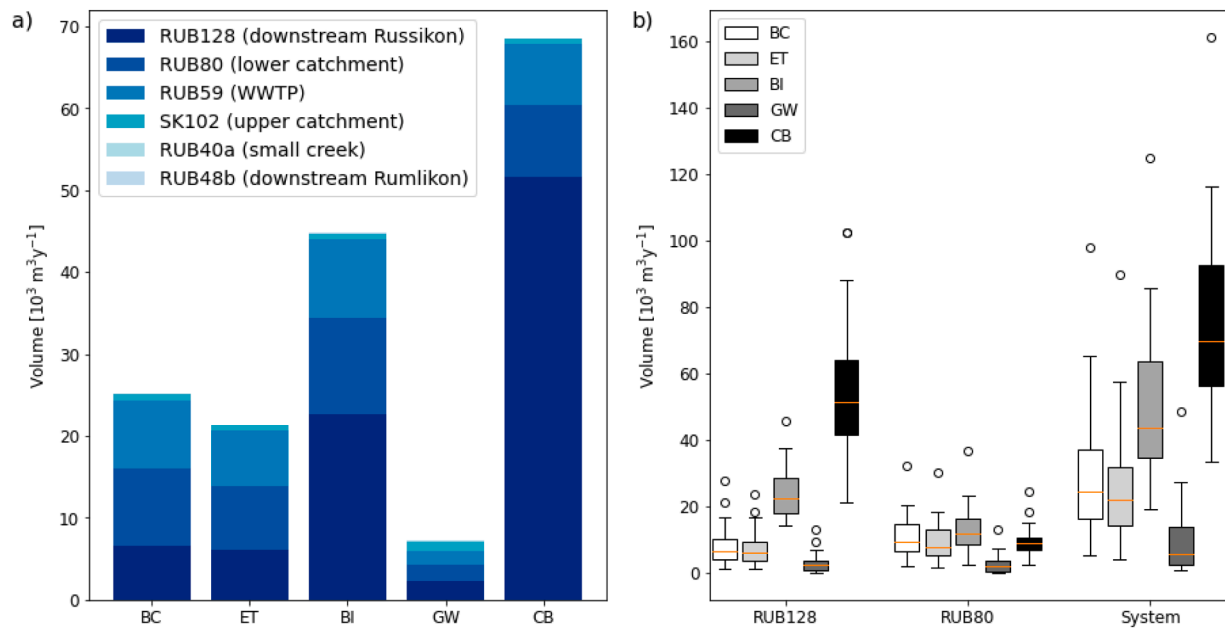 a)
Volume [10³ m³y⁻¹]
70
60
50
40
30
20
10
0
RUB128 (downstream Russikon)
RUB80 (lower catchment)
RUB59 (WWTP)
SK102 (upper catchment)
RUB40a (small creek)
RUB48b (downstream Rumlikon)
BC
ET
BI
GW
CB
b)
Volume [10³ m³y⁻¹]
160
140
120
100
80
60
40
20
0
BC
ET
BI
GW
CB
RUB128
RUB80
System